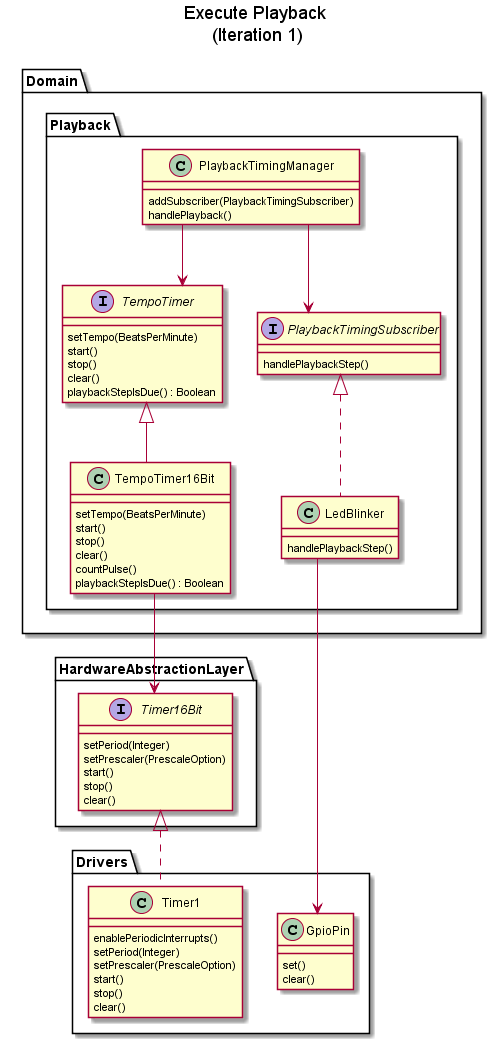 Execute Playback
(Iteration 1)
Domain
Playback
C PlaybackTimingManager
addSubscriber(PlaybackTimingSubscriber)
handlePlayback()
I TempoTimer
setTempo(BeatsPerMinute)
start()
stop()
clear()
playbackStepIsDue() : Boolean
I PlaybackTimingSubscriber
handlePlaybackStep()
C TempoTimer16Bit
setTempo(BeatsPerMinute)
start()
stop()
clear()
countPulse()
playbackStepIsDue() : Boolean
C LedBlinker
handlePlaybackStep()
HardwareAbstractionLayer
I Timer16Bit
setPeriod(Integer)
setPrescaler(PrescaleOption)
start()
stop()
clear()
Drivers
C Timer1
enablePeriodicInterrupts()
setPeriod(Integer)
setPrescaler(PrescaleOption)
start()
stop()
clear()
C GpioPin
set()
clear()